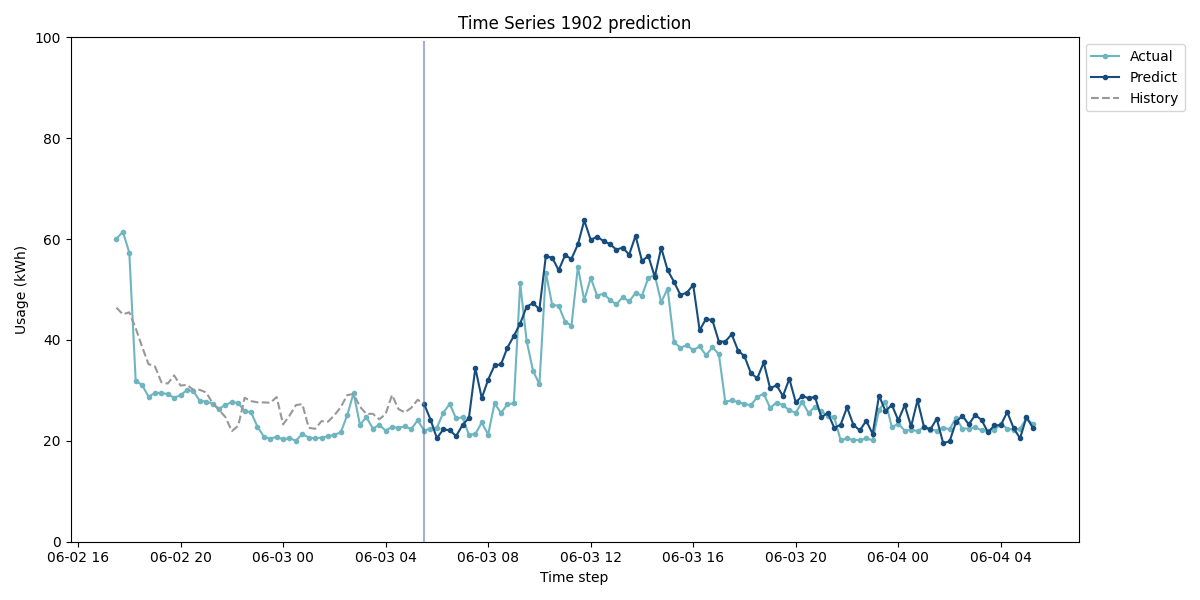 Time Series 1902 prediction
100
80
60
40
20
0
Usage (kWh)
06-02 16
06-02 20
06-03 00
06-03 04
06-03 08
06-03 12
06-03 16
06-03 20
06-04 00
06-04 04
Time step
Actual
Predict
History